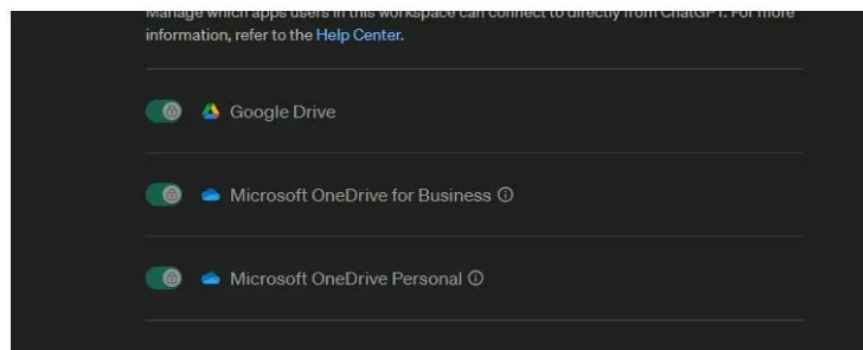 Manage which apps users in this workspace can connect to directly from ChatGPT. For more
information, refer to the Help Center.
Google Drive
Microsoft OneDrive for Business
Microsoft OneDrive Personal